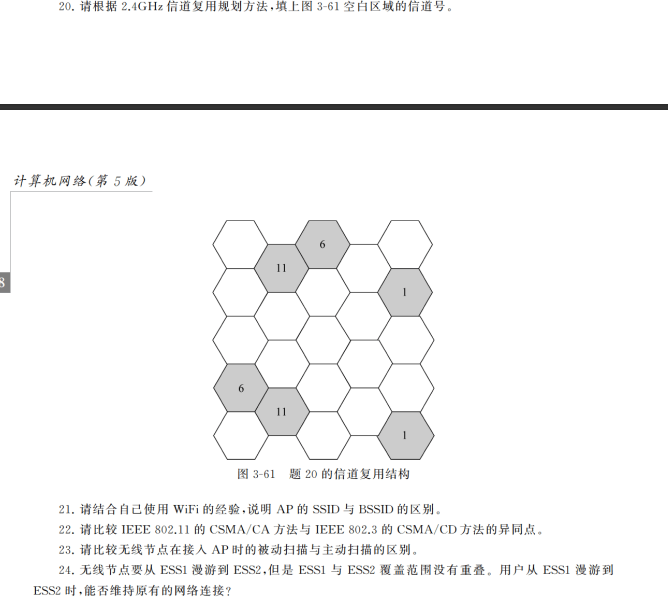 20. 请根据 2.4GHz 信道复用规划方法,填上图 3-61 空白区域的信道号。
计算机网络(第 5 版)
8
6
11
1
6
11
1
图 3-61 题 20 的信道复用结构
21. 请结合自己使用 WiFi 的经验,说明 AP 的 SSID 与 BSSID 的区别。
22. 请比较 IEEE 802.11 的 CSMA/CA 方法与 IEEE 802.3 的 CSMA/CD 方法的异同点。
23. 请比较无线节点在接入 AP 时的被动扫描与主动扫描的区别。
24. 无线节点要从 ESS1 漫游到 ESS2,但是 ESS1 与 ESS2 覆盖范围没有重叠。用户从 ESS1 漫游到
ESS2 时,能否维持原有的网络连接?